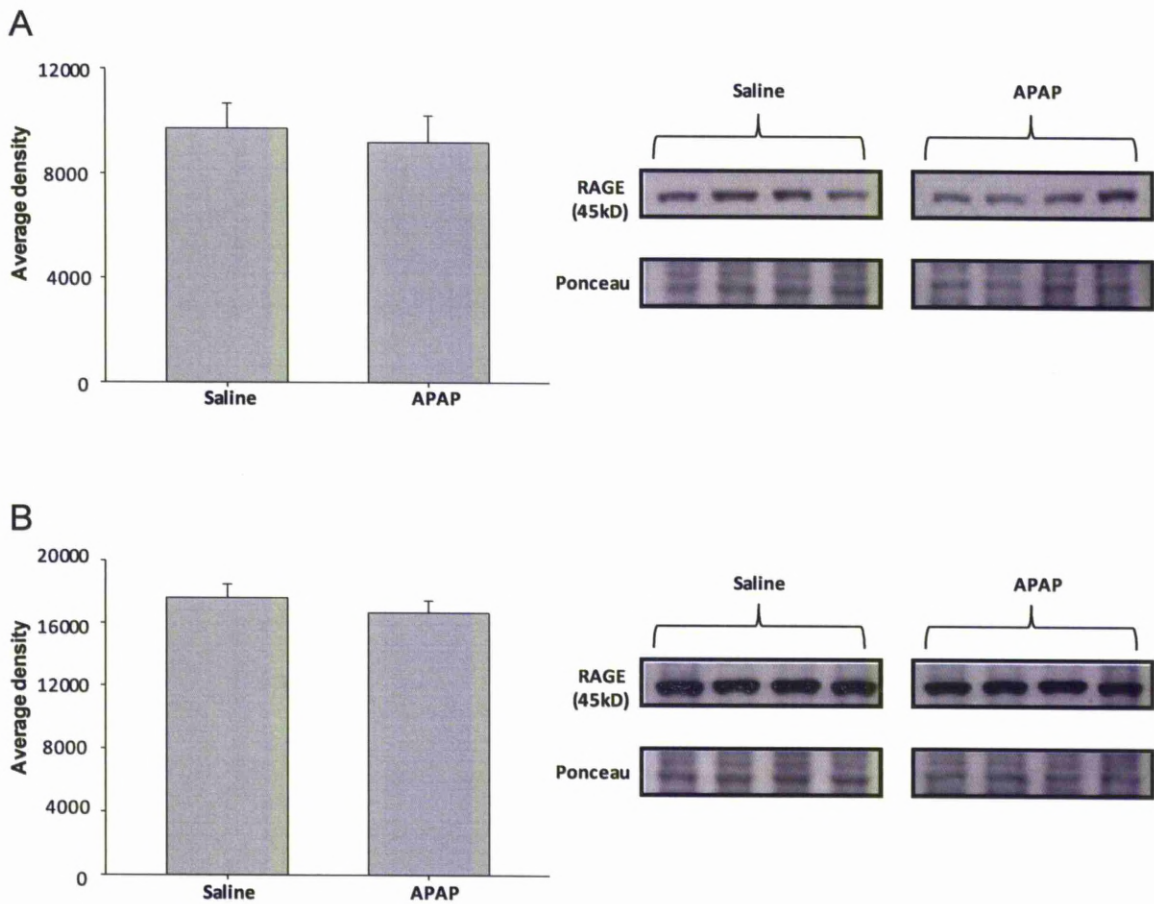 A
12000
8000
4000
0
Average density
Saline
APAP
Saline
APAP
RAGE
(45kD)
Ponceau
B
20000
16000
12000
8000
4000
0
Average density
Saline
APAP
Saline
APAP
RAGE
(45kD)
Ponceau